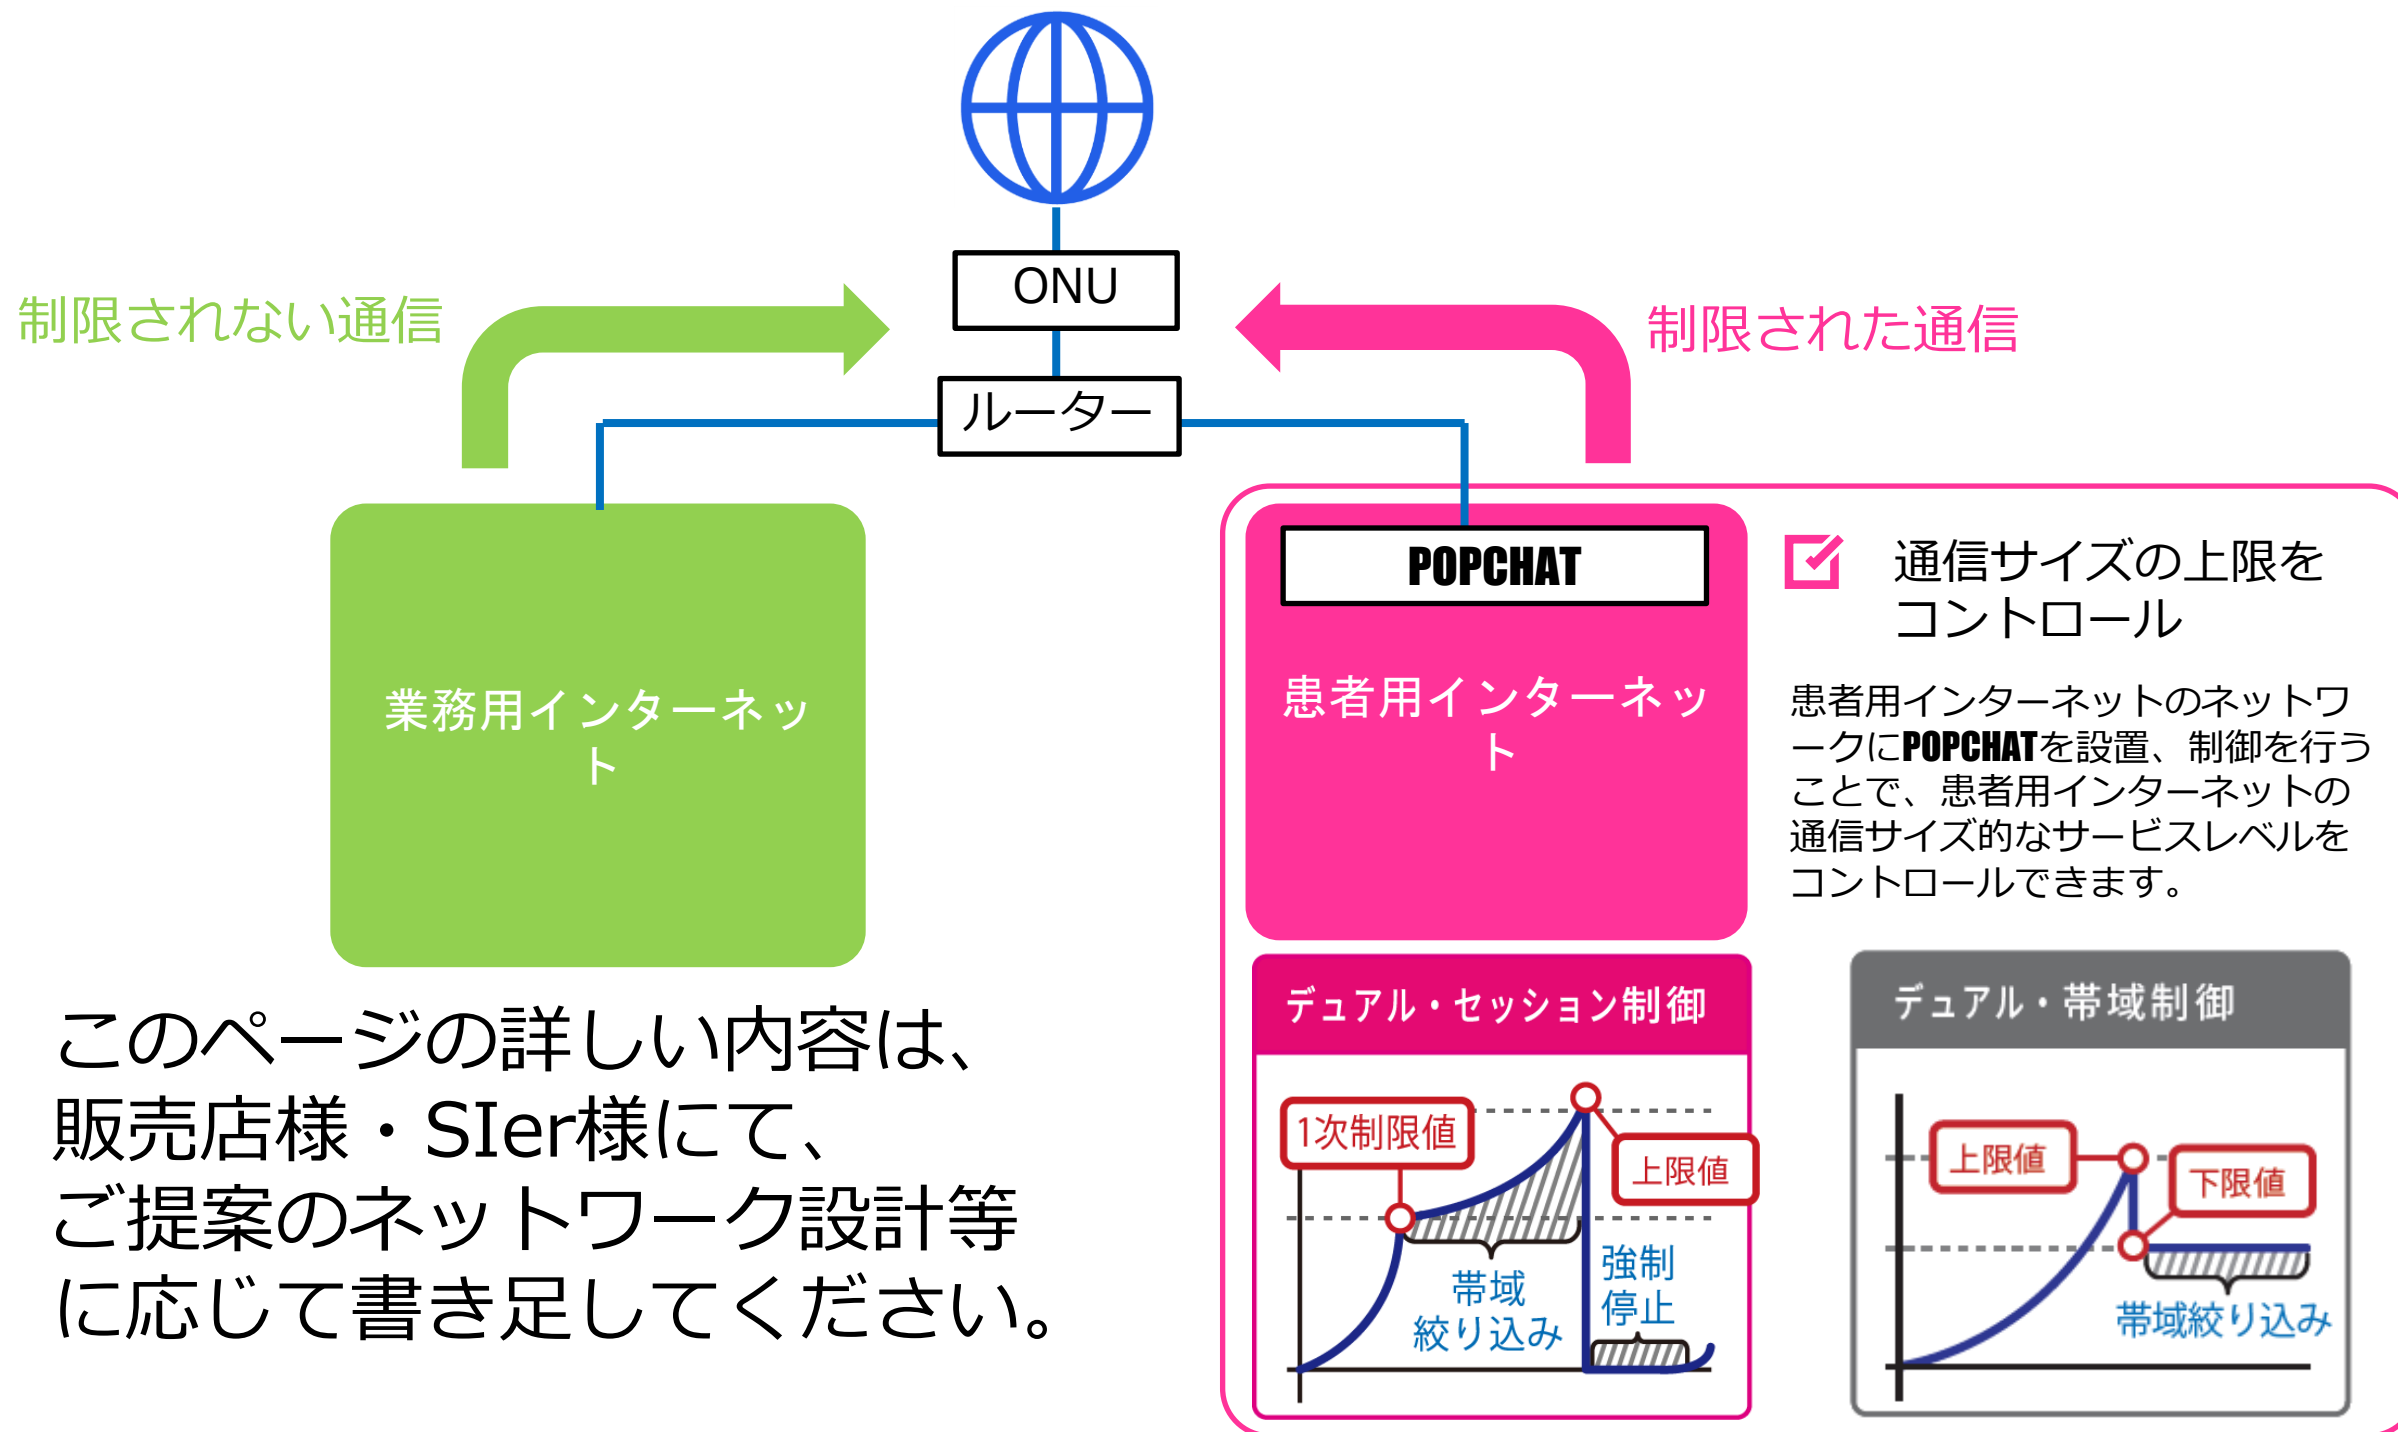 ONU
制限されない通信
制限された通信
ルーター
業務用インターネッ
ト
POPCHAT
患者用インターネッ
ト
通信サイズの上限を
コントロール
患者用インターネットのネットワ
ークにPOPCHATを設置、制御を行う
ことで、患者用インターネットの
通信サイズ的なサービスレベルを
コントロールできます。
このページの詳しい内容は、
販売店様・SIer様にて、
ご提案のネットワーク設計等
に応じて書き足してください。
デュアル・セッション制御
1次制限値
上限値
帯域
絞り込み
強制
停止
デュアル・帯域制御
上限値
下限値
帯域絞り込み